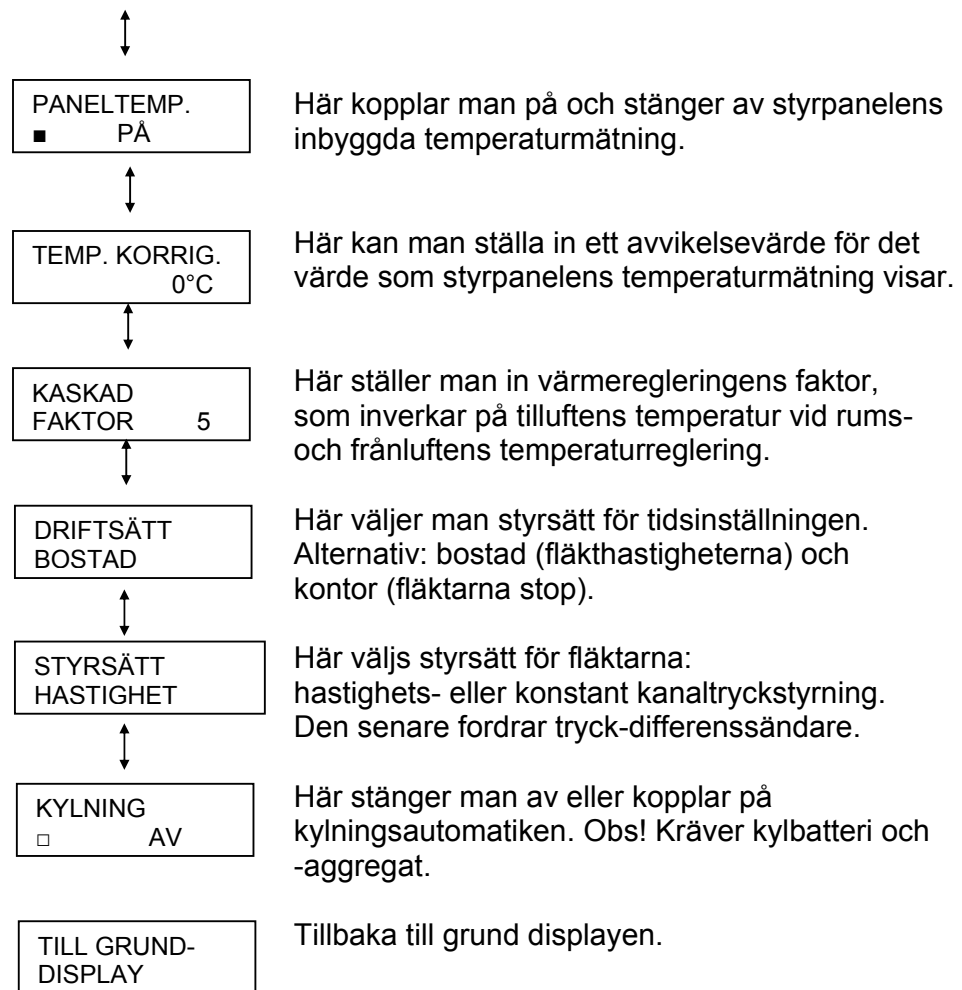 PANELTEMP.
■ PÅ
Här kopplar man på och stänger av styrpanelens
inbyggda temperaturmätning.
TEMP. KORRIG.
0°C
Här kan man ställa in ett avvikelsevärde för det
värde som styrpanelens temperaturmätning visar.
KASKAD
FAKTOR 5
Här ställer man in värmeregleringens faktor,
som inverkar på tilluftens temperatur vid rums-
och frånluftens temperaturreglering.
DRIFTSÄTT
BOSTAD
Här väljer man styrsätt för tidsinställningen.
Alternativ: bostad (fläkthastigheterna) och
kontor (fläktarna stop).
STYRSÄTT
HASTIGHET
Här väljs styrsätt för fläktarna:
hastighets- eller konstant kanaltryckstyrning.
Den senare fordrar tryck-differenssändare.
KYLNING
□ AV
Här stänger man av eller kopplar på
kylningsautomatiken. Obs! Kräver kylbatteri och
-aggregat.
TILL GRUND-
DISPLAY
Tillbaka till grund displayen.